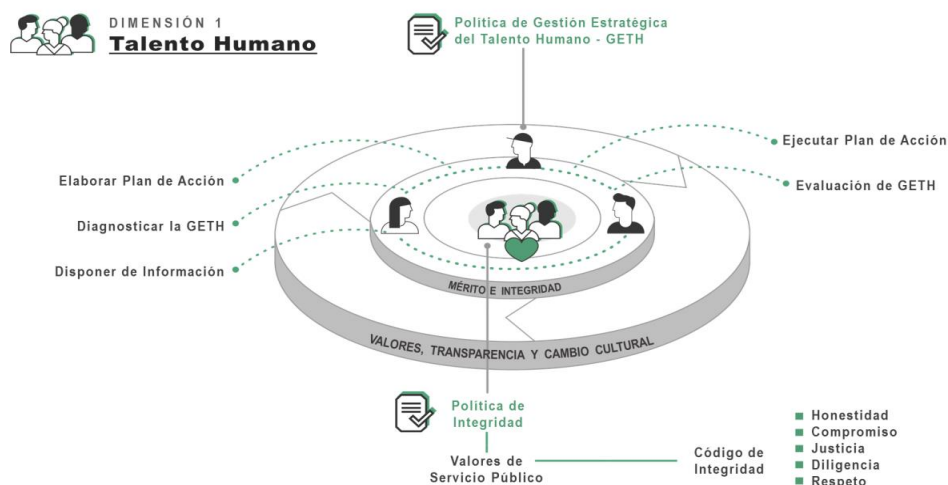 DIMENSIÓN 1
Talento Humano
Política de Gestión Estratégica
del Talento Humano - GETH
Ejecutar Plan de Acción
Elaborar Plan de Acción
Evaluación de GETH
Diagnosticar la GETH
Disponer de Información
MÉRITO E INTEGRIDAD
VALORES, TRANSPARENCIA Y CAMBIO CULTURAL
Política de
Integridad
Valores de
Servicio Público
Código de
Integridad
Honestidad
Compromiso
Justicia
Diligencia
Respeto